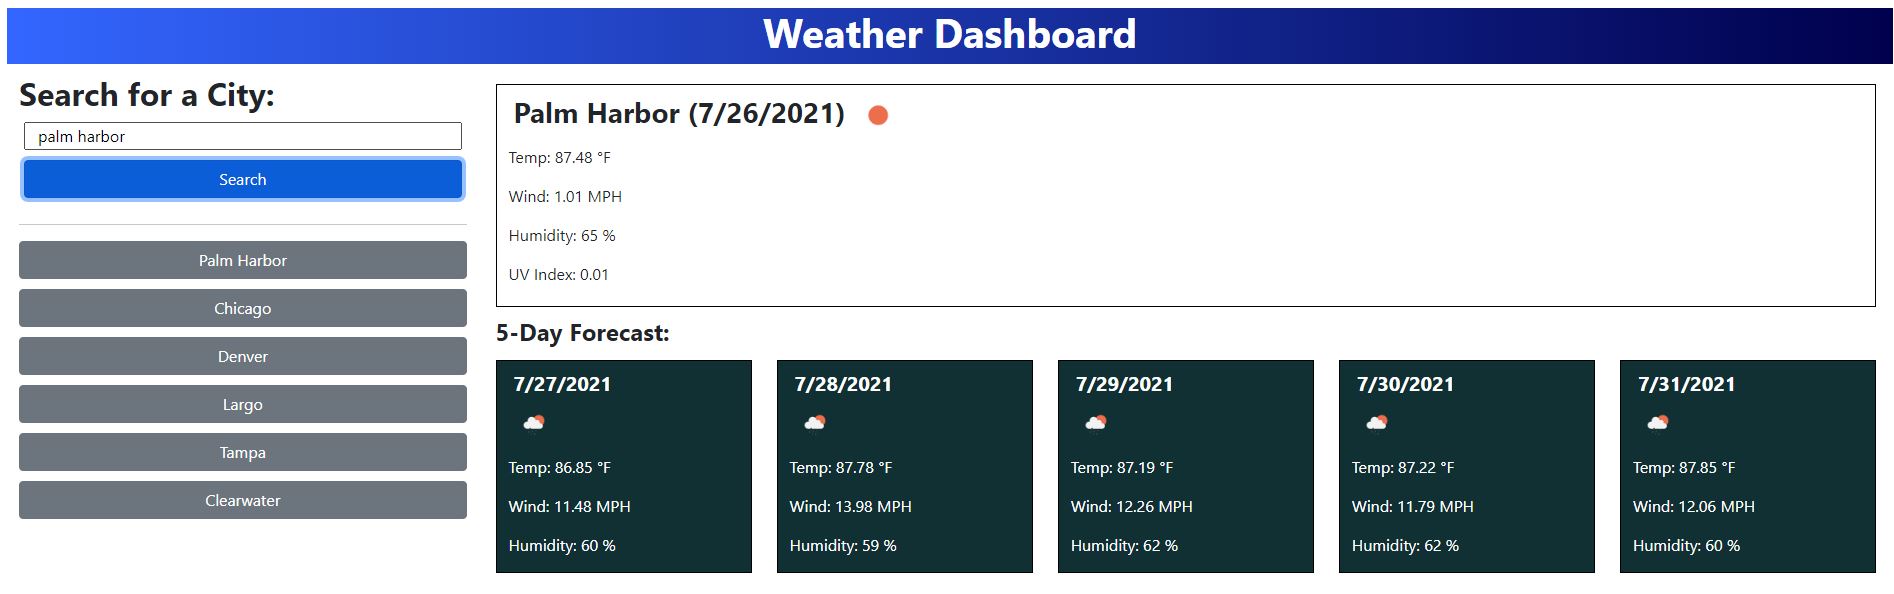 Weather Dashboard
Search for a City:
palm harbor
Search
Palm Harbor
Chicago
Denver
Largo
Tampa
Clearwater
Palm Harbor (7/26/2021)
Temp: 87.48 °F
Wind: 1.01 MPH
Humidity: 65 %
UV Index: 0.01
5-Day Forecast:
7/27/2021
Temp: 86.85 °F
Wind: 11.48 MPH
Humidity: 60 %
7/28/2021
Temp: 87.78 °F
Wind: 13.98 MPH
Humidity: 59 %
7/29/2021
Temp: 87.19 °F
Wind: 12.26 MPH
Humidity: 62 %
7/30/2021
Temp: 87.22 °F
Wind: 11.79 MPH
Humidity: 62 %
7/31/2021
Temp: 87.85 °F
Wind: 12.06 MPH
Humidity: 60 %